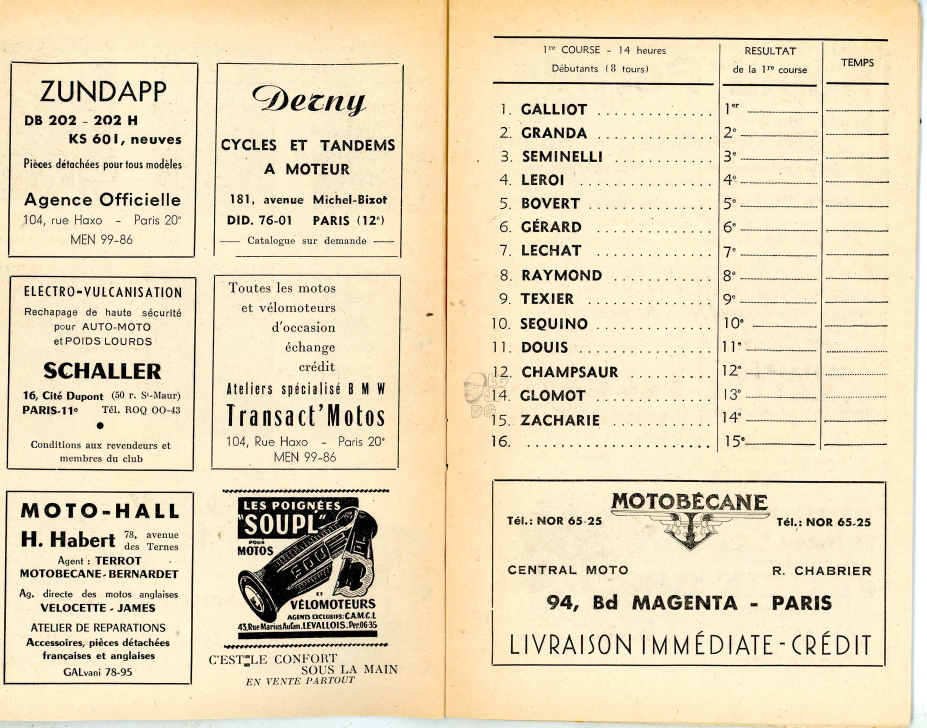 ZUNDAPP
DB 202 - 202 H
KS 601, neuves
Pièces détachées pour tous modèles
Agence Officielle
104, rue Haxo - Paris 20e
MEN 99-86
Derny
CYCLES ET TANDEMS
A MOTEUR
181, avenue Michel-Bizot
DID. 76-01 PARIS (12e)
Catalogue sur demande
ELECTRO-VULCANISATION
Rechapage de haute sécurité
pour AUTO-MOTO
et POIDS LOURDS
SCHALLER
16, Cité Dupont (50 r. St-Maur)
PARIS-11e Tél. ROQ 00-43
Conditions aux revendeurs et
membres du club
Toutes les motos
et vélomoteurs
d'occasion
échange
crédit
Ateliers spécialisé B M W
Transact'Motos
104, Rue Haxo - Paris 20e
MEN 99-86
MOTO-HALL
H. Habert 78, avenue
des Ternes
Agent : TERROT
MOTOBECANE-BERNARDET
Ag. directe des motos anglaises
VELOCETTE - JAMES
ATELIER DE REPARATIONS
Accessoires, pièces détachées
françaises et anglaises
GALvani 78-95
LES POIGNÉES
"SOUPL"
POUR
MOTOS
ET
VÉLOMOTEURS
AGENTS EXCLUSIFS: C.A.M.C.L
43, Rue Marius Aufan. LEVALLOIS. Per. 06-35
C'EST LE CONFORT
SOUS LA MAIN
EN VENTE PARTOUT
1re COURSE - 14 heures
Débutants (8 tours)
RESULTAT
de la 1re course
TEMPS
1. GALLIOT .......... 1er
2. GRANDA .......... 2e
3. SEMINELLI .......... 3e
4. LEROI .......... 4e
5. BOVERT .......... 5e
6. GÉRARD .......... 6e
7. LECHAT .......... 7e
8. RAYMOND .......... 8e
9. TEXIER .......... 9e
10. SEQUINO .......... 10e
11. DOUIS .......... 11e
12. CHAMPSAUR .......... 12e
14. GLOMOT .......... 13e
15. ZACHARIE .......... 14e
16. .......... 15e
MOTOBÉCANE
Tél.: NOR 65-25 Tél.: NOR 65-25
CENTRAL MOTO R. CHABRIER
94, Bd MAGENTA - PARIS
LIVRAISON IMMÉDIATE - CRÉDIT